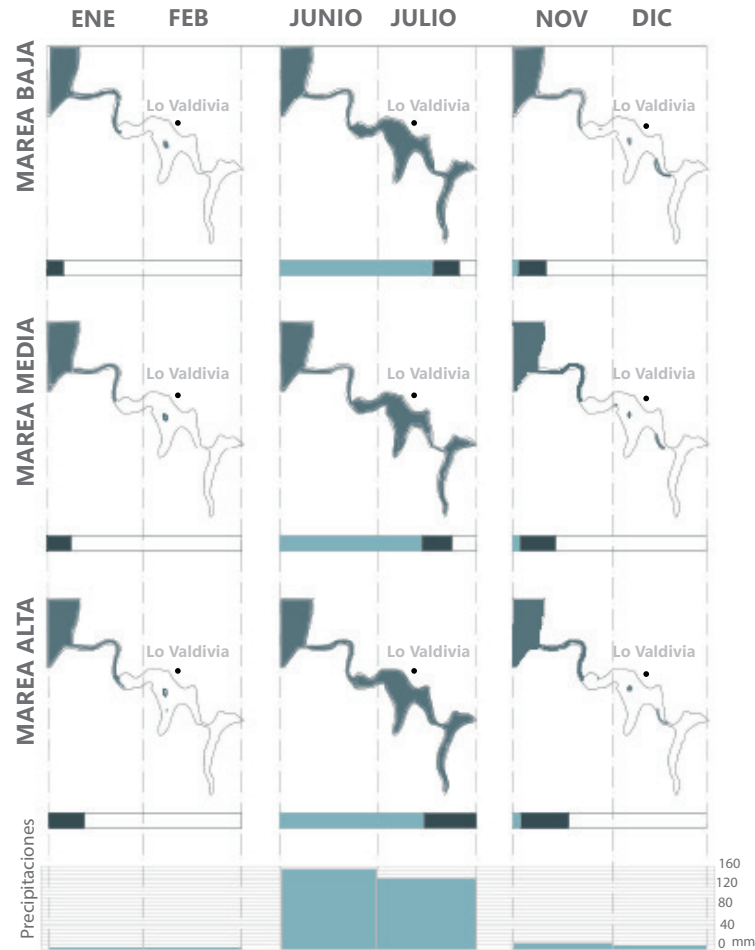 ENE FEB JUNIO JULIO NOV DIC
MAREA BAJA
Lo Valdivia Lo Valdivia Lo Valdivia
MAREA MEDIA
Lo Valdivia Lo Valdivia Lo Valdivia
MAREA ALTA
Lo Valdivia Lo Valdivia Lo Valdivia
Precipitaciones
160
120
80
40
0 mm